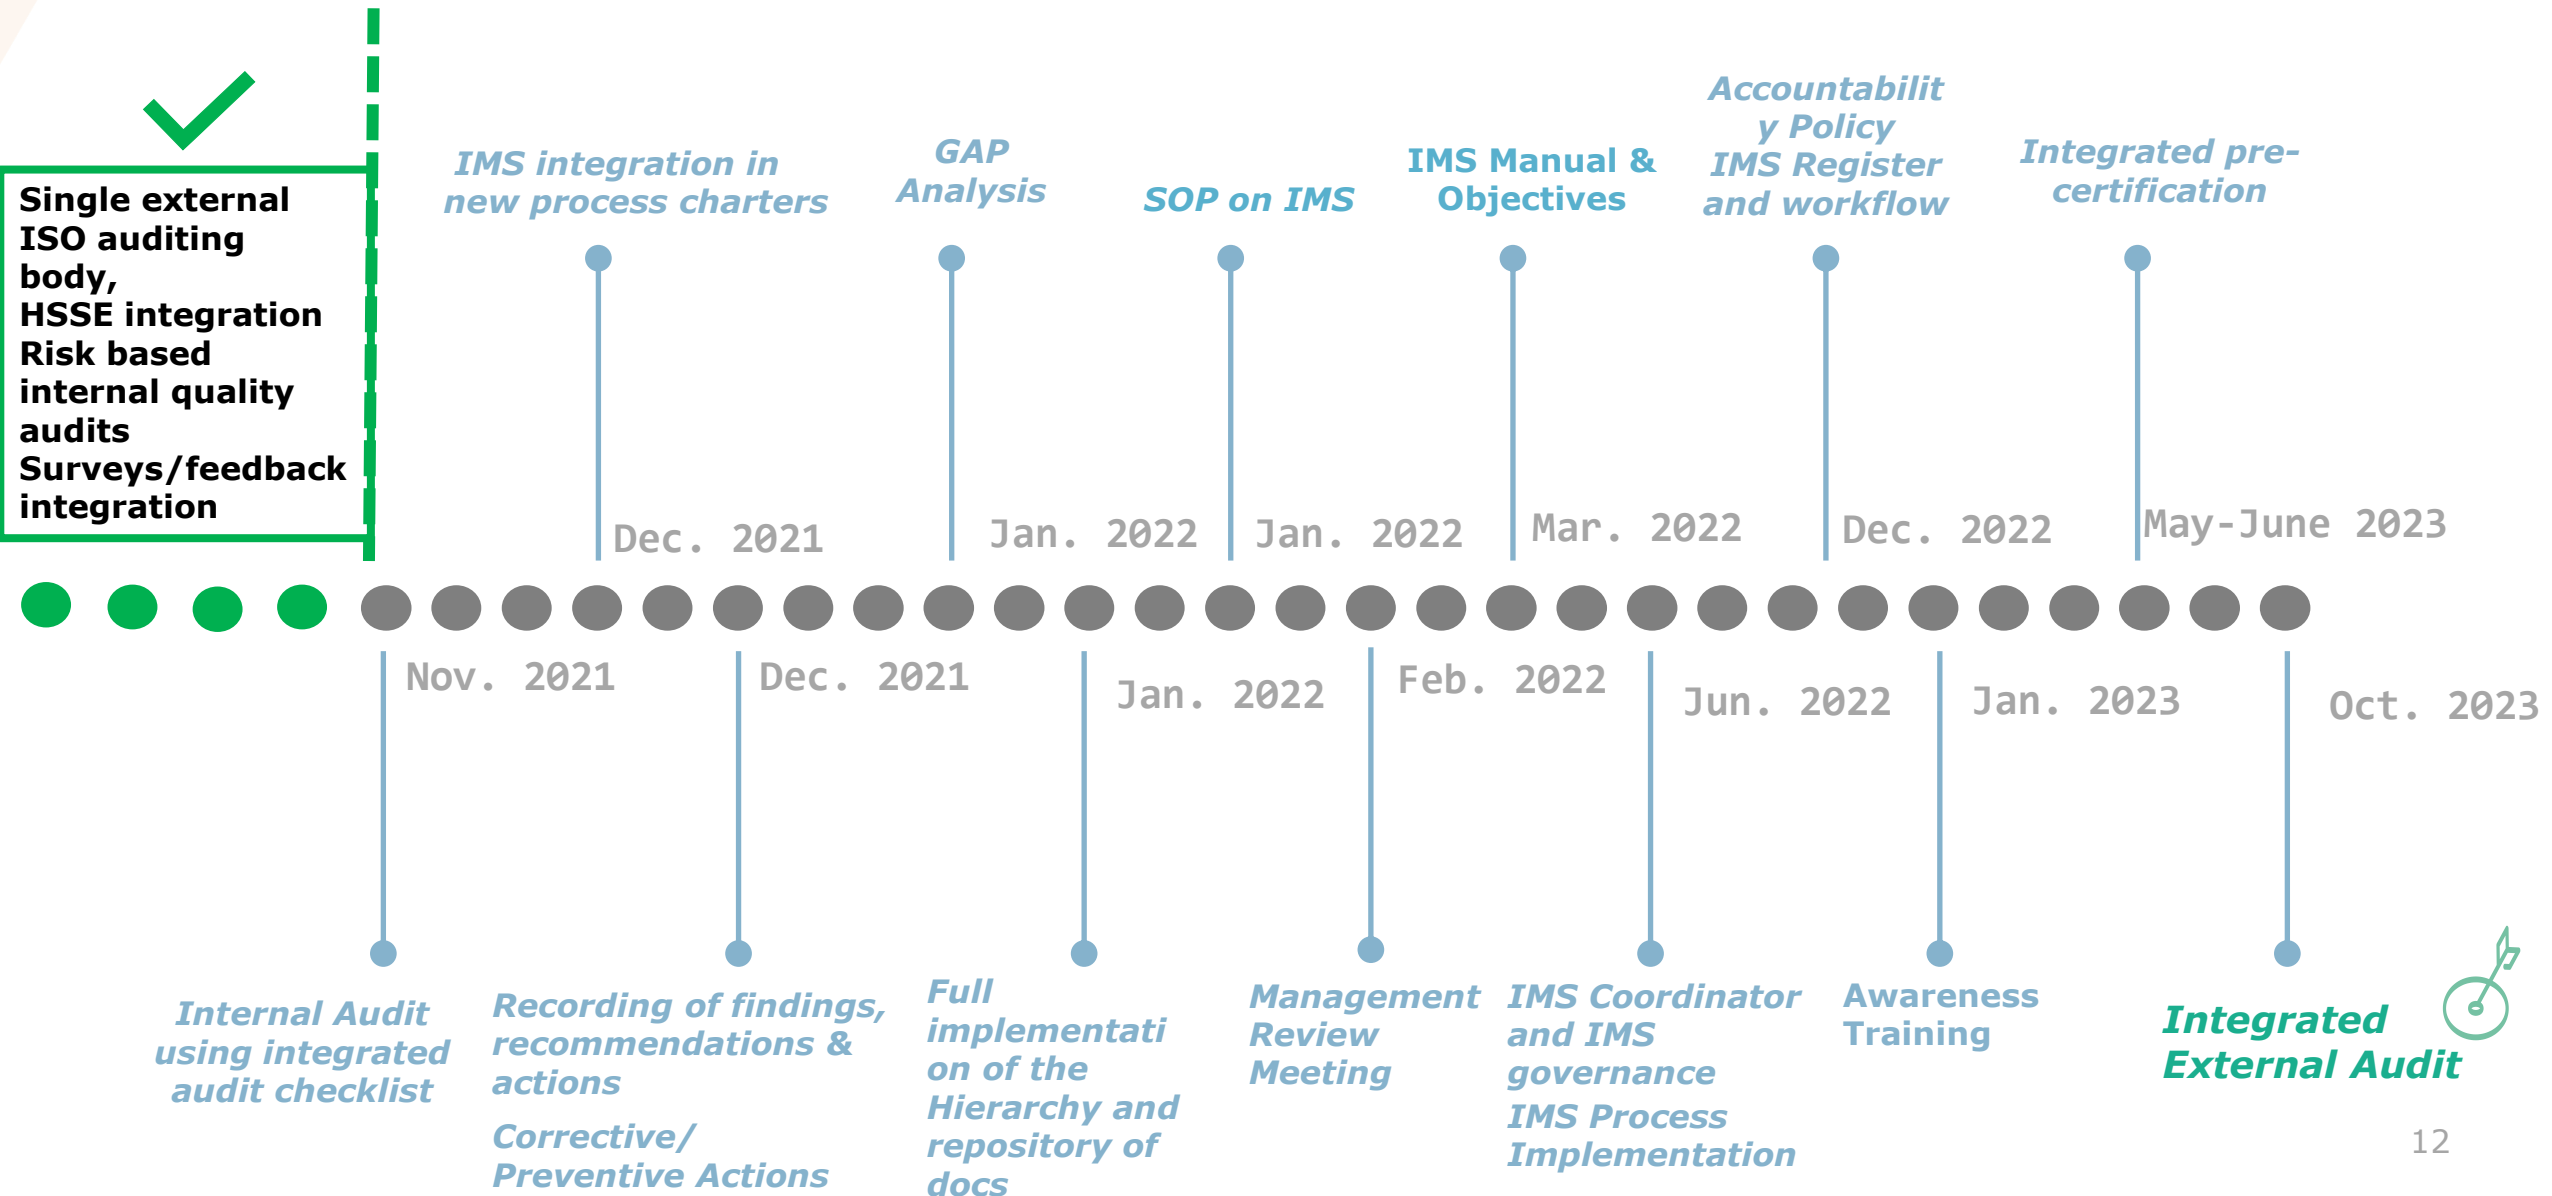 Single external
ISO auditing
body,
HSSE integration
Risk based
internal quality
audits
Surveys/feedback
integration
IMS integration in
new process charters
GAP
Analysis
SOP on IMS
IMS Manual &
Objectives
Accountabilit
y Policy
IMS Register
and workflow
Integrated pre-
certification
Dec. 2021
Jan. 2022
Jan. 2022
Mar. 2022
Dec. 2022
May-June 2023
Nov. 2021
Dec. 2021
Jan. 2022
Feb. 2022
Jun. 2022
Jan. 2023
Oct. 2023
Internal Audit
using integrated
audit checklist
Recording of findings,
recommendations &
actions
Corrective/
Preventive Actions
Full
implementati
on of the
Hierarchy and
repository of
docs
Management
Review
Meeting
IMS Coordinator
and IMS
governance
IMS Process
Implementation
Awareness
Training
Integrated
External Audit
12